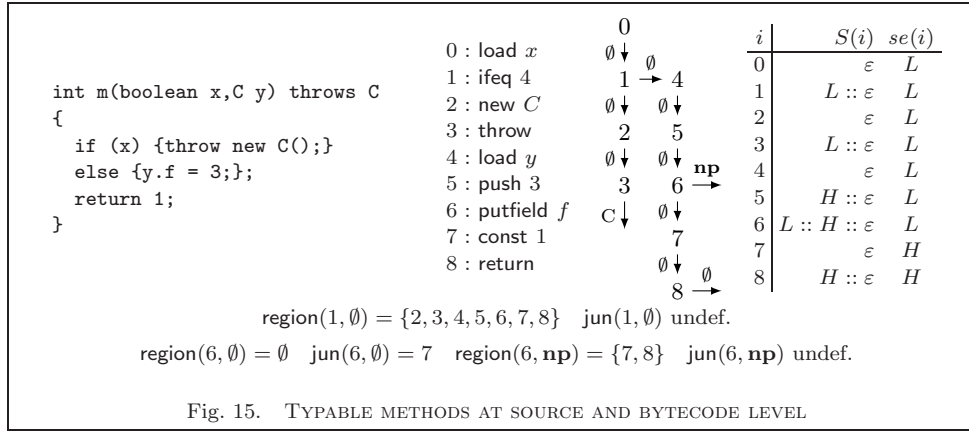 int m(boolean x,C y) throws C
{
if (x) {throw new C();}
else {y.f = 3;};
return 1;
}
0 : load x
1 : ifeq 4
2 : new C
3 : throw
4 : load y
5 : push 3
6 : putfield f
7 : const 1
8 : return
0
∅
1 ∅ 4
∅ ∅
2 5
∅ ∅ np
3 6
C ∅
7
∅ ∅
8
i S(i) se(i)
0 ε L
1 L :: ε L
2 ε L
3 L :: ε L
4 ε L
5 H :: ε L
6 L :: H :: ε L
7 ε H
8 H :: ε H
region(1, ∅) = {2, 3, 4, 5, 6, 7, 8} jun(1, ∅) undef.
region(6, ∅) = ∅ jun(6, ∅) = 7 region(6, np) = {7, 8} jun(6, np) undef.
Fig. 15. TYPABLE METHODS AT SOURCE AND BYTECODE LEVEL